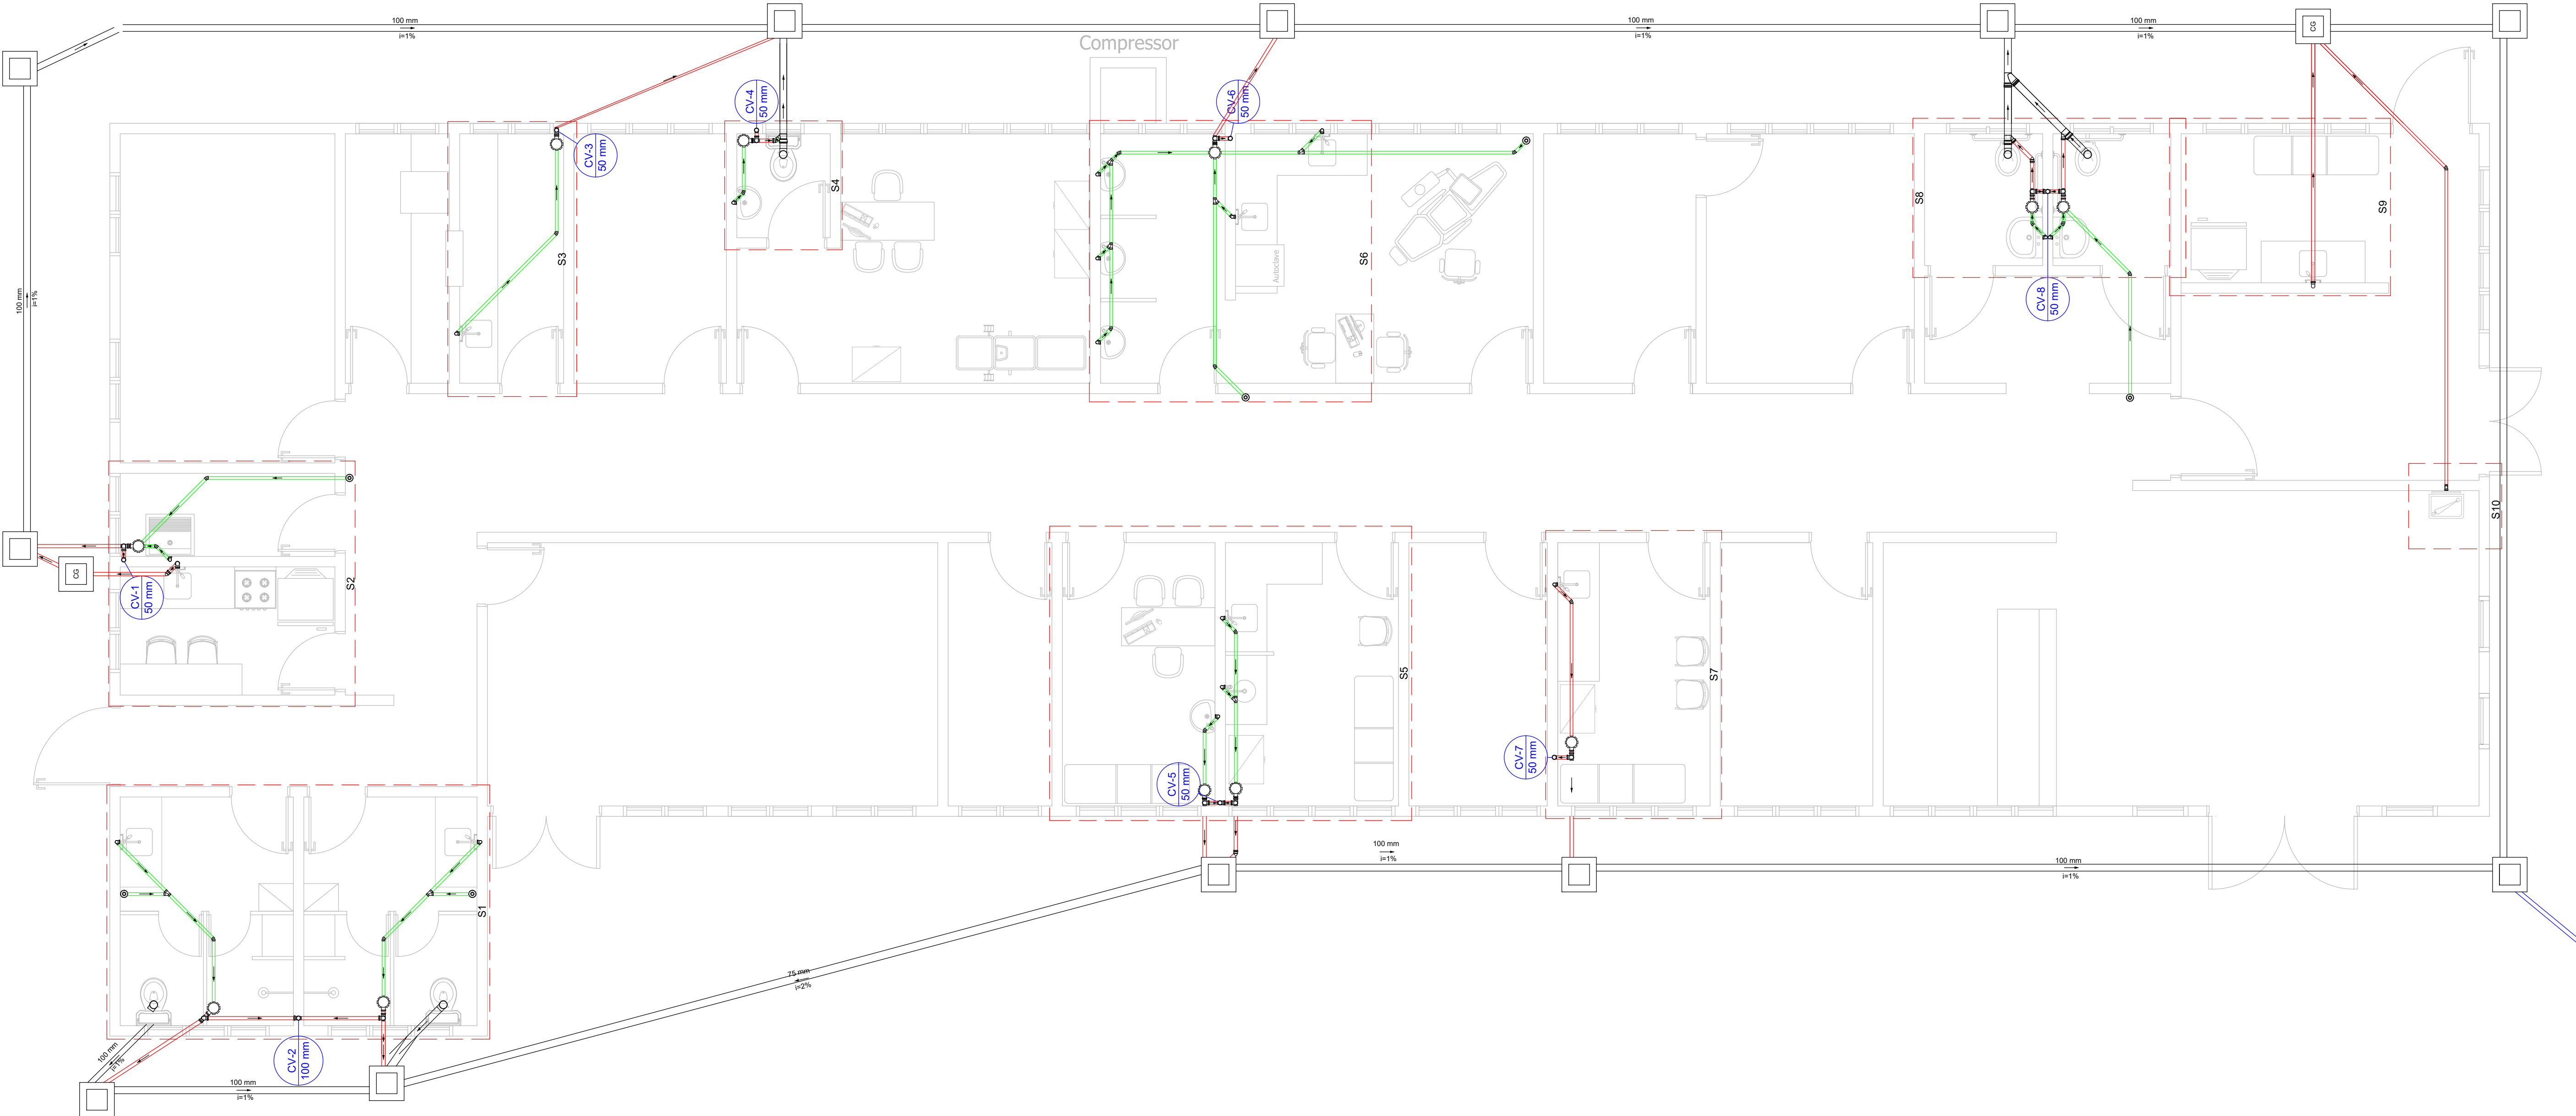 100 mm
i=1%
100 mm
i=1%
100 mm
i=1%
CG
Compressor
CV-4
50 mm
CV-6
50 mm
CV-3
50 mm
S3
S4
S6
Autoclave
S8
CV-8
50 mm
S9
100 mm
i=1%
S10
CG
CV-1
50 mm
S2
S5
CV-5
50 mm
S7
CV-7
50 mm
100 mm
i=1%
100 mm
i=1%
S1
75 mm
i=2%
100 mm
i=1%
CV-2
100 mm
100 mm
i=1%